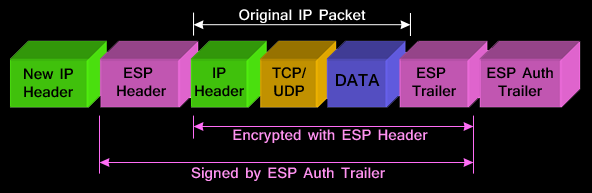 Original IP Packet
New IP
Header
ESP
Header
IP
Header
TCP/
UDP
DATA
ESP
Trailer
ESP Auth
Trailer
Encrypted with ESP Header
Signed by ESP Auth Trailer